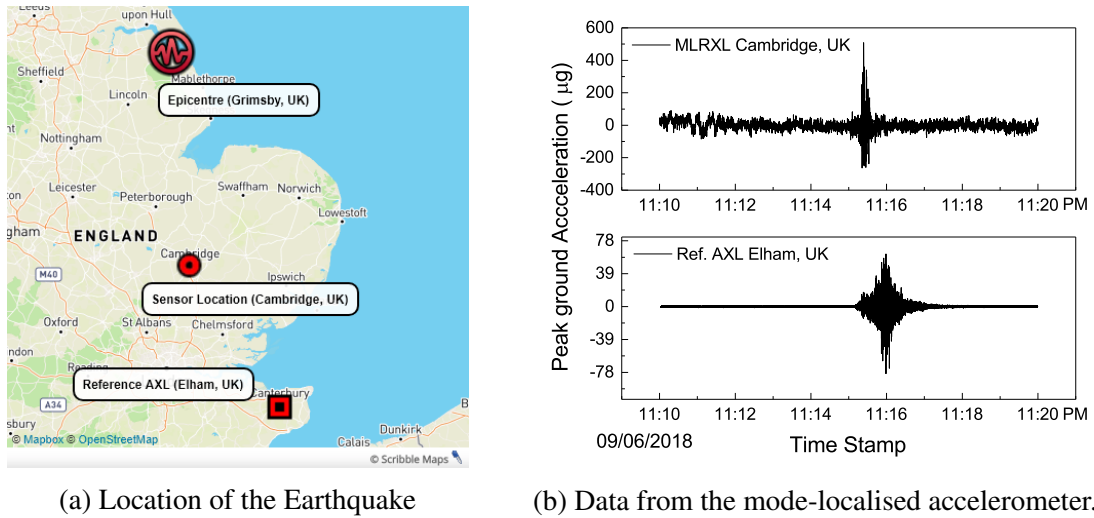 upon Hull
Leeds
Sheffield
Mablethorpe
Lincoln
Epicentre (Grimsby, UK)
Nottingham
Leicester
Peterborough
Swaffham
Norwich
Lowestoft
ENGLAND
gham
Cambridge
M40
Ipswich
Sensor Location (Cambridge, UK)
Oxford
St Albans
Chelmsford
ndon
Reading
Reference AXL (Elham, UK)
Canterbury
A34
sbury
B
Dunkirk
Calais
© Mapbox © OpenStreetMap
© Scribble Maps
(a) Location of the Earthquake
Peak ground Accceleration ( μg)
600
400
200
0
-200
-400
MLRXL Cambridge, UK
11:10 11:12 11:14 11:16 11:18 11:20 PM
78
39
0
-39
-78
Ref. AXL Elham, UK
11:10 11:12 11:14 11:16 11:18 11:20 PM
09/06/2018
Time Stamp
(b) Data from the mode-localised accelerometer.